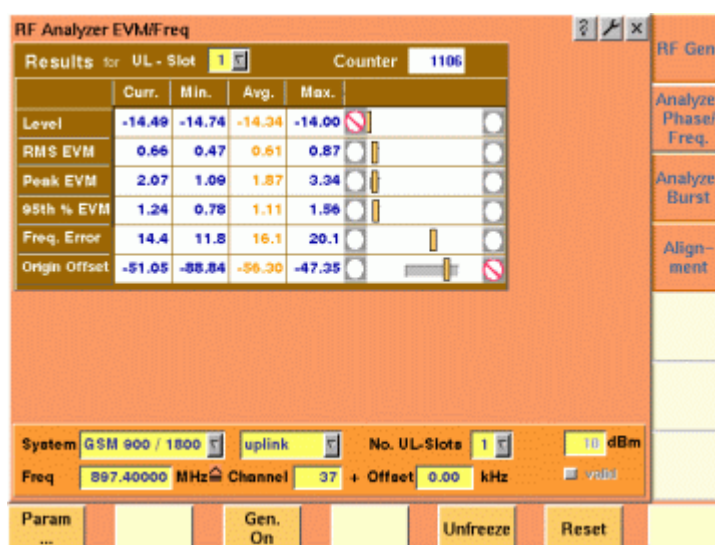 RF Analyzer EVM/Freq
? x
Results for UL - Slot 1 Counter 1106
Curr. Min. Avg. Max.
Level -14.49 -14.74 -14.34 -14.00
RMS EVM 0.66 0.47 0.61 0.87
Peak EVM 2.07 1.09 1.87 3.34
95th % EVM 1.24 0.78 1.11 1.56
Freq. Error 14.4 11.8 16.1 20.1
Origin Offset -51.05 -88.84 -56.30 -47.35
System GSM 900 / 1800 uplink No. UL-Slots 1 10 dBm
Freq 897.40000 MHz Channel 37 + Offset 0.00 kHz valid
RF Gen
Analyze
Phase/
Freq.
Analyze
Burst
Align-
ment
Param
...
Gen.
On
Unfreeze
Reset